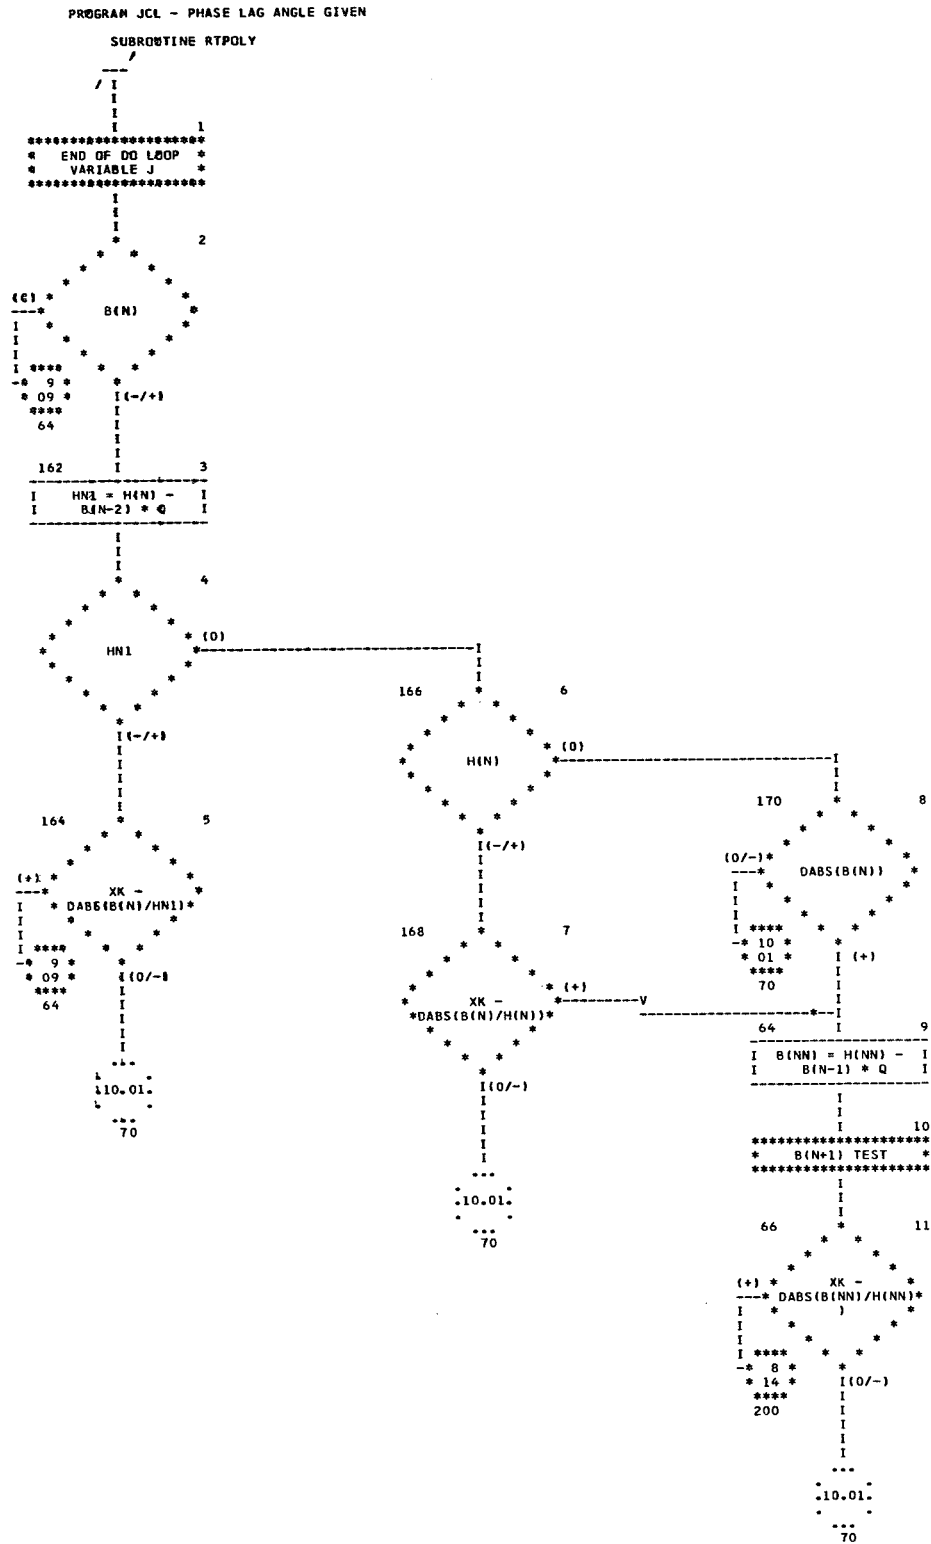 PROGRAM JCL - PHASE LAG ANGLE GIVEN
SUBROUTINE RTPOLY
1
END OF DO LOOP
VARIABLE J
2
(0)
B(N)
9
09
64
(-/+)
162 3
HN1 = H(N) -
B(N-2) * Q
4
HN1
(0)
(-/+)
166 6
H(N)
(0)
(-/+)
164 5
(+)
XK -
DABS(B(N)/HN1)
9
09
64
(0/-)
10.01
70
168 7
XK -
DABS(B(N)/H(N))
(+)
(0/-)
10.01
70
170 8
(0/-)
DABS(B(N))
10
01
70
(+)
64 9
B(NN) = H(NN) -
B(N-1) * Q
10
B(N+1) TEST
66 11
(+)
XK -
DABS(B(NN)/H(NN)
)
8
14
200
(0/-)
10.01
70